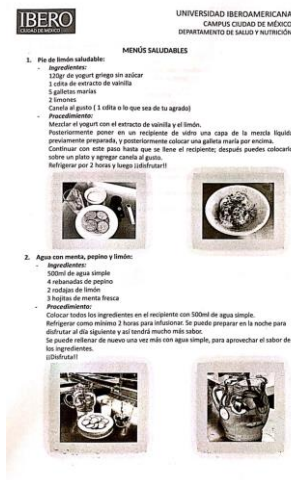 IBERO
CIUDAD DE MÉXICO
UNIVERSIDAD IBEROAMERICANA
CAMPUS CIUDAD DE MÉXICO
DEPARTAMENTO DE SALUD Y NUTRICIÓN
MENÚS SALUDABLES
1. Pie de limón saludable:
- Ingredientes:
120gr de yogurt griego sin azúcar
1 cdita de extracto de vainilla
5 galletas marías
2 limones
Canela al gusto ( 1 cdita o lo que sea de tu agrado)
- Procedimiento:
Mezclar el yogurt con el extracto de vainilla y el limón.
Posteriormente poner en un recipiente de vidro una capa de la mezcla líquida
previamente preparada, y posteriormente colocar una galleta maría por encima.
Continuar con este paso hasta que se llene el recipiente; después puedes colocarlo
sobre un plato y agregar canela al gusto.
Refrigerar por 2 horas y luego ¡¡disfrutar!!
2. Agua con menta, pepino y limón:
- Ingredientes:
500ml de agua simple
4 rebanadas de pepino
2 rodajas de limón
3 hojitas de menta fresca
- Procedimiento:
Colocar todos los ingredientes en el recipiente con 500ml de agua simple.
Refrigerar como mínimo 2 horas para infusionar. Se puede preparar en la noche para
disfrutar al día siguiente y así tendrá mucho más sabor.
Se puede rellenar de nuevo una vez más con agua simple, para aprovechar el sabor de
los ingredientes.
¡¡Disfruta!!